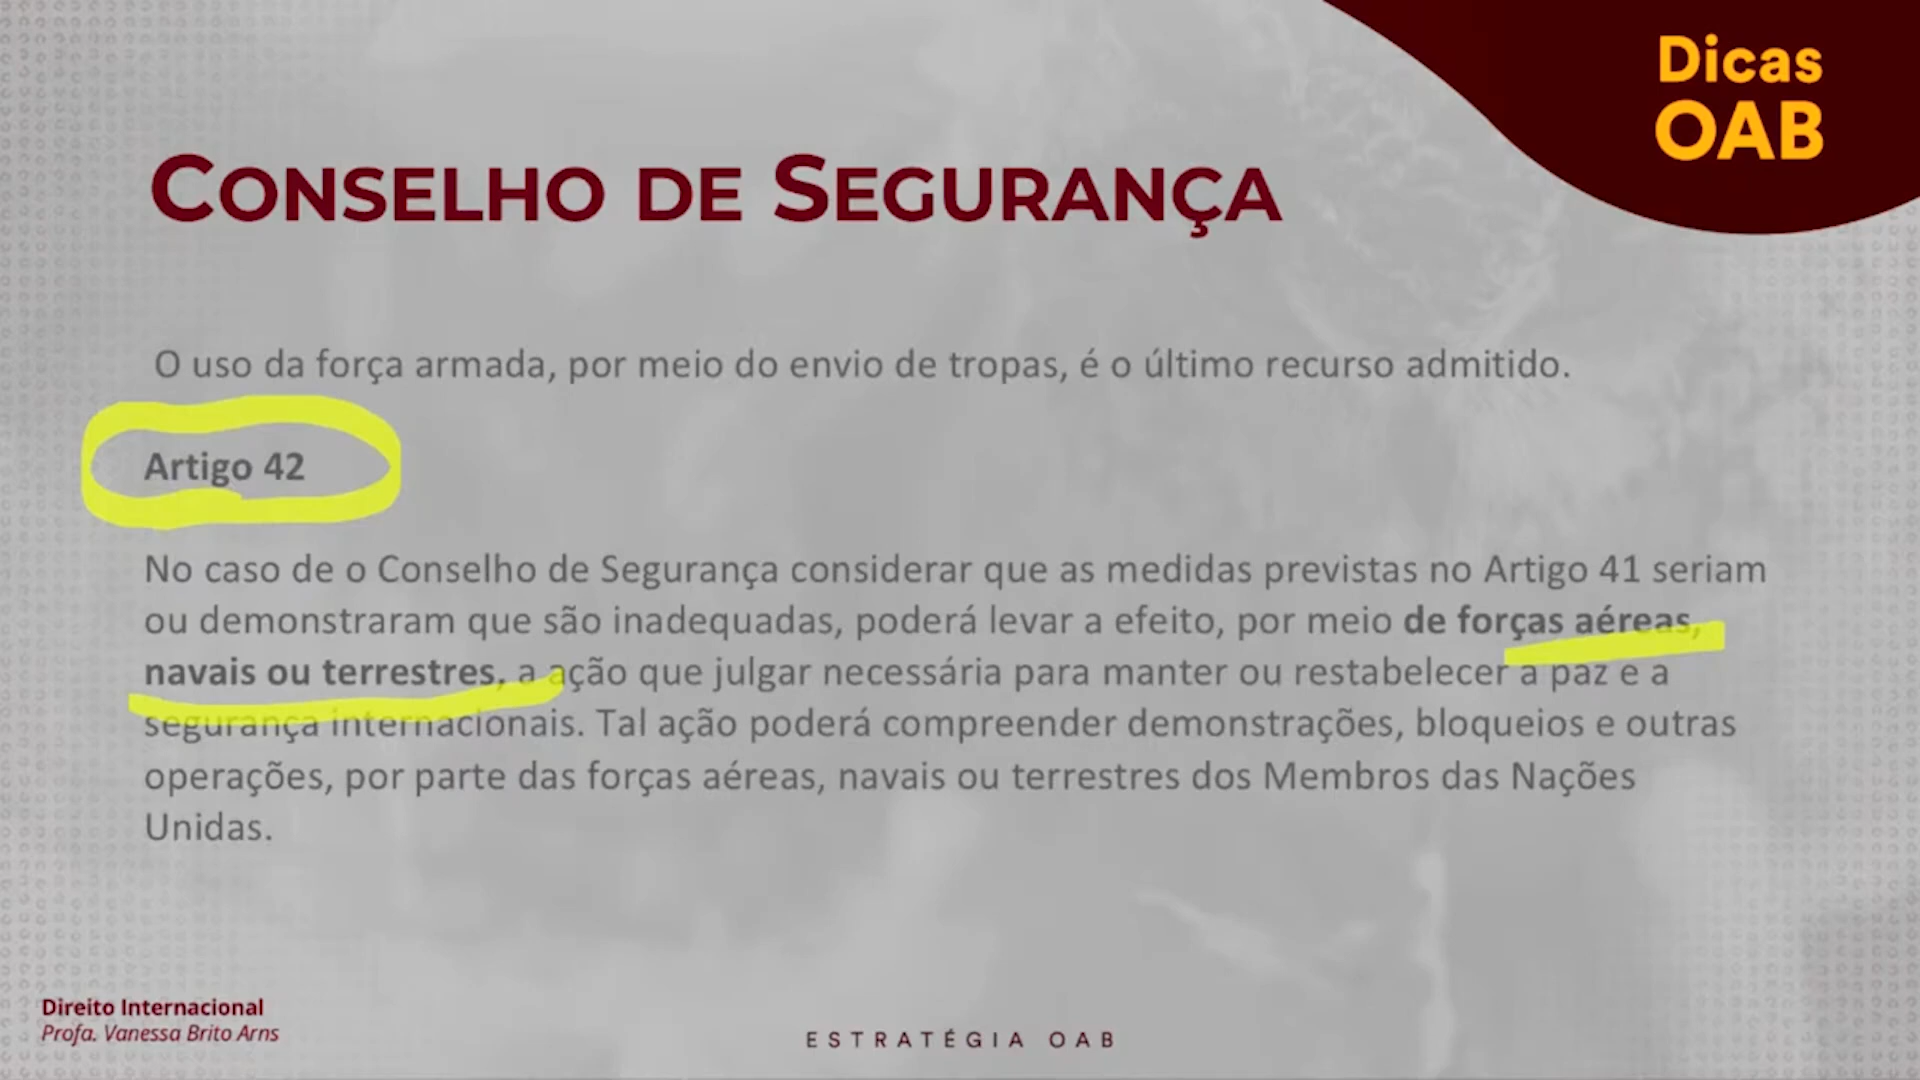 Dicas
OAB
CONSELHO DE SEGURANÇA
O uso da força armada, por meio do envio de tropas, é o último recurso admitido.
Artigo 42
No caso de o Conselho de Segurança considerar que as medidas previstas no Artigo 41 seriam
ou demonstraram que são inadequadas, poderá levar a efeito, por meio de forças aéreas,
navais ou terrestres, a ação que julgar necessária para manter ou restabelecer a paz e a
segurança internacionais. Tal ação poderá compreender demonstrações, bloqueios e outras
operações, por parte das forças aéreas, navais ou terrestres dos Membros das Nações
Unidas.
Direito Internacional
Profa. Vanessa Brito Arns
ESTRATÉGIA OAB